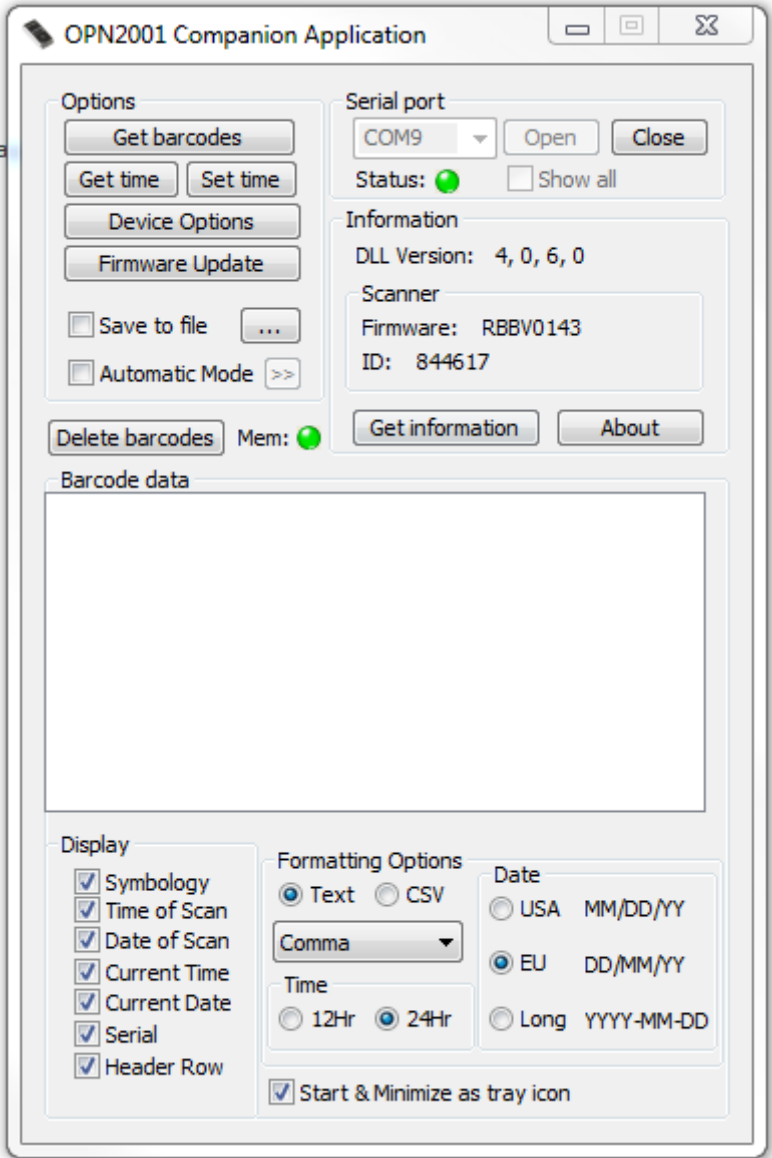 OPN2001 Companion Application
Options
Get barcodes
Get time Set time
Device Options
Firmware Update
Save to file ...
Automatic Mode >>
Delete barcodes Mem:
Serial port
COM9 Open Close
Status: Show all
Information
DLL Version: 4, 0, 6, 0
Scanner
Firmware: RBBV0143
ID: 844617
Get information About
Barcode data
Display
Symbology
Time of Scan
Date of Scan
Current Time
Current Date
Serial
Header Row
Formatting Options
Text CSV
Comma
Time
12Hr 24Hr
Date
USA MM/DD/YY
EU DD/MM/YY
Long YYYY-MM-DD
Start & Minimize as tray icon